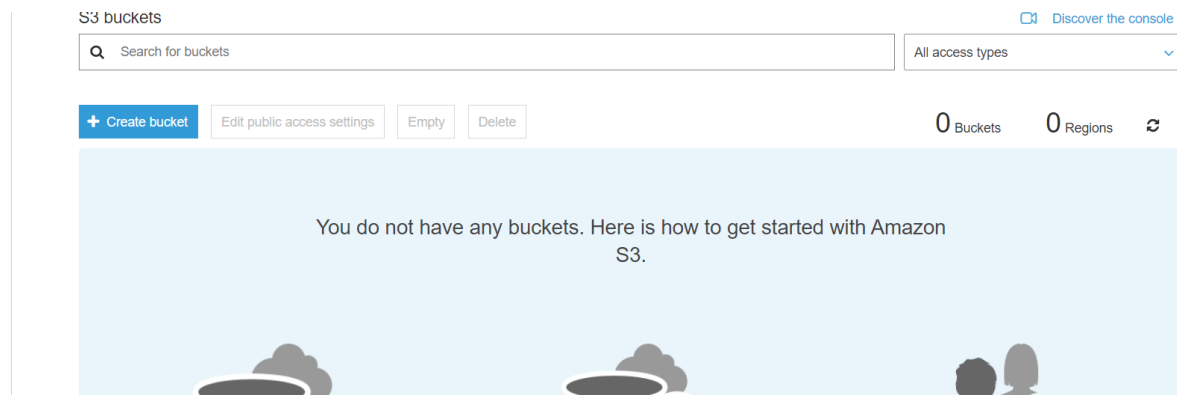 S3 buckets
Discover the console
Search for buckets
All access types
Create bucket
Edit public access settings
Empty
Delete
0 Buckets
0 Regions
You do not have any buckets. Here is how to get started with Amazon
S3.